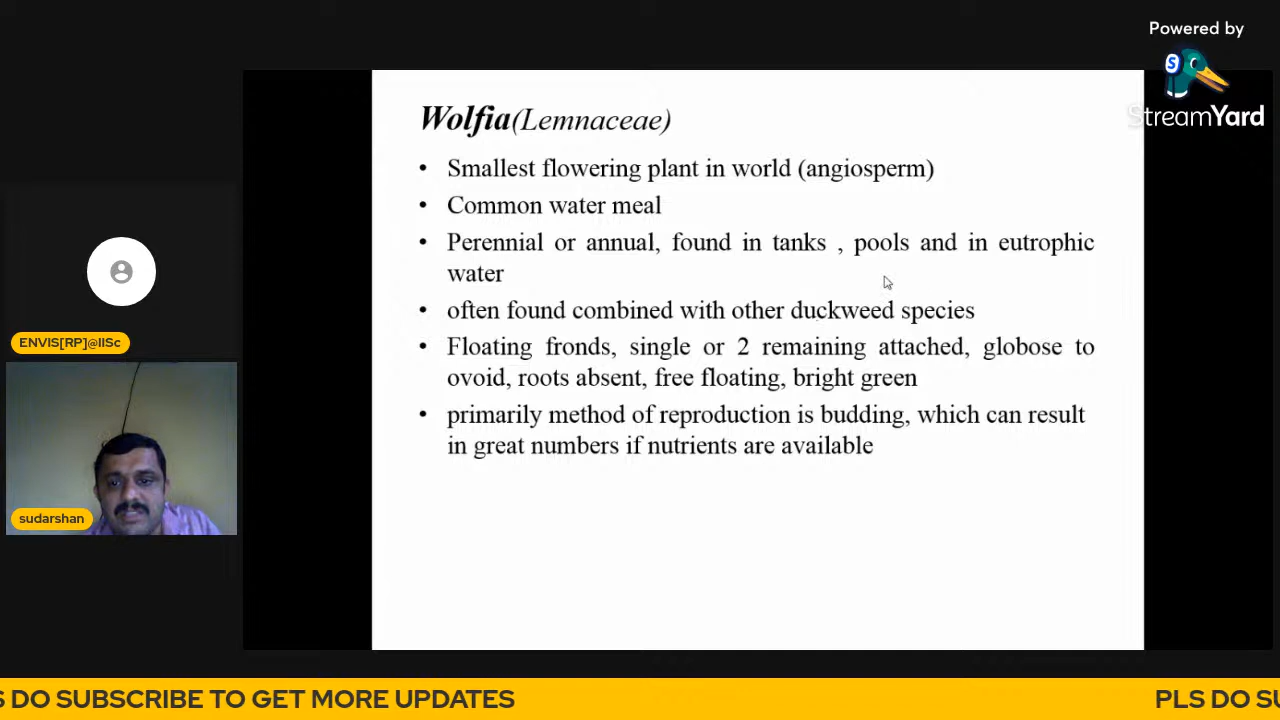 Powered by
StreamYard
Wolfia(Lemnaceae)
• Smallest flowering plant in world (angiosperm)
• Common water meal
• Perennial or annual, found in tanks , pools and in eutrophic
water
• often found combined with other duckweed species
• Floating fronds, single or 2 remaining attached, globose to
ovoid, roots absent, free floating, bright green
• primarily method of reproduction is budding, which can result
in great numbers if nutrients are available
ENVIS[RP]@IISc
sudarshan
S DO SUBSCRIBE TO GET MORE UPDATES
PLS DO SU